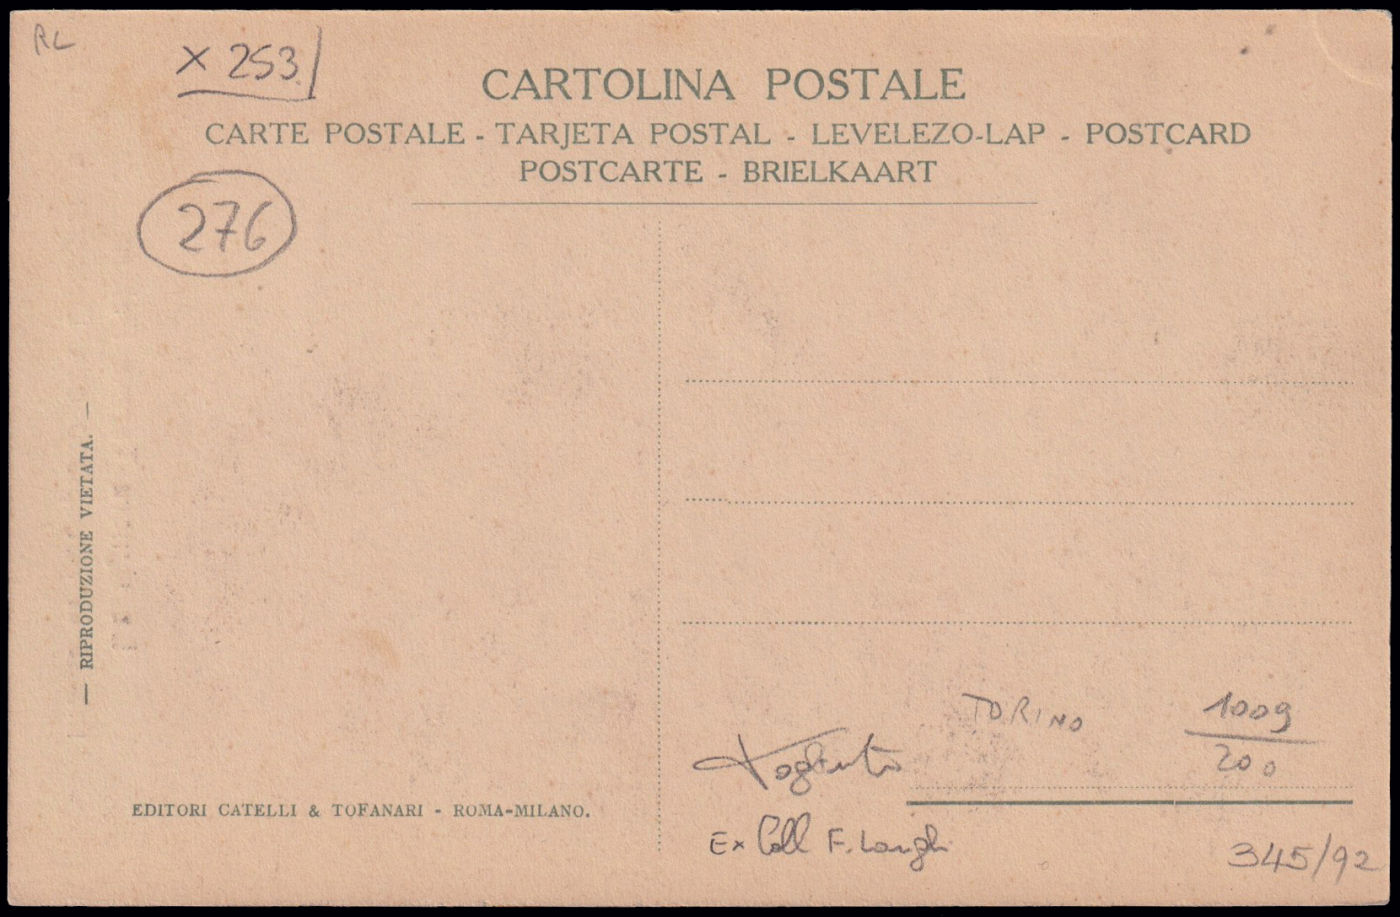 RL
X 253
CARTOLINA POSTALE
CARTE POSTALE - TARJETA POSTAL - LEVELEZO-LAP - POSTCARD
POSTCARTE - BRIELKAART
276
— RIPRODUZIONE VIETATA. —
TORINO
1009
200
EDITORI CATELLI & TOFANARI - ROMA-MILANO.
Ex Coll F. Longhi
345/92